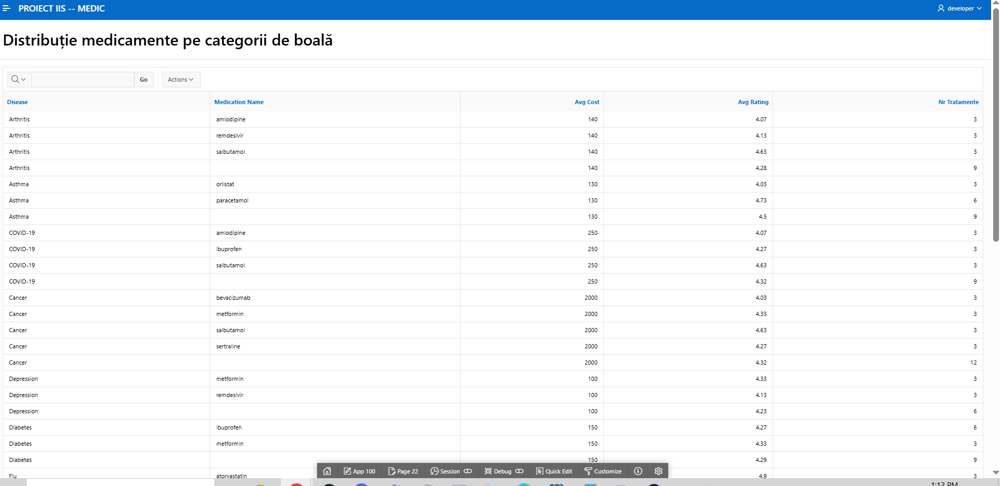 PROIECT IIS -- MEDIC developer
Distribuție medicamente pe categorii de boală
Go Actions
Disease Medication Name Avg Cost Avg Rating Nr Tratamente
Arthritis amlodipine 140 4.07 3
Arthritis remdesivir 140 4.13 3
Arthritis salbutamol 140 4.63 3
Arthritis 140 4.28 9
Asthma orlistat 130 4.03 3
Asthma paracetamol 130 4.73 6
Asthma 130 4.5 9
COVID-19 amlodipine 250 4.07 3
COVID-19 ibuprofen 250 4.27 3
COVID-19 salbutamol 250 4.63 3
COVID-19 250 4.32 9
Cancer bevacizumab 2000 4.03 3
Cancer metformin 2000 4.33 3
Cancer salbutamol 2000 4.63 3
Cancer sertraline 2000 4.27 3
Cancer 2000 4.32 12
Depression metformin 100 4.33 3
Depression remdesivir 100 4.13 3
Depression 100 4.23 6
Diabetes ibuprofen 150 4.27 6
Diabetes metformin 150 4.33 3
Diabetes 150 4.29 9
Flu atorvastatin 4.9 3
App 100 Page 22 Session Debug Quick Edit Customize
1:13 PM